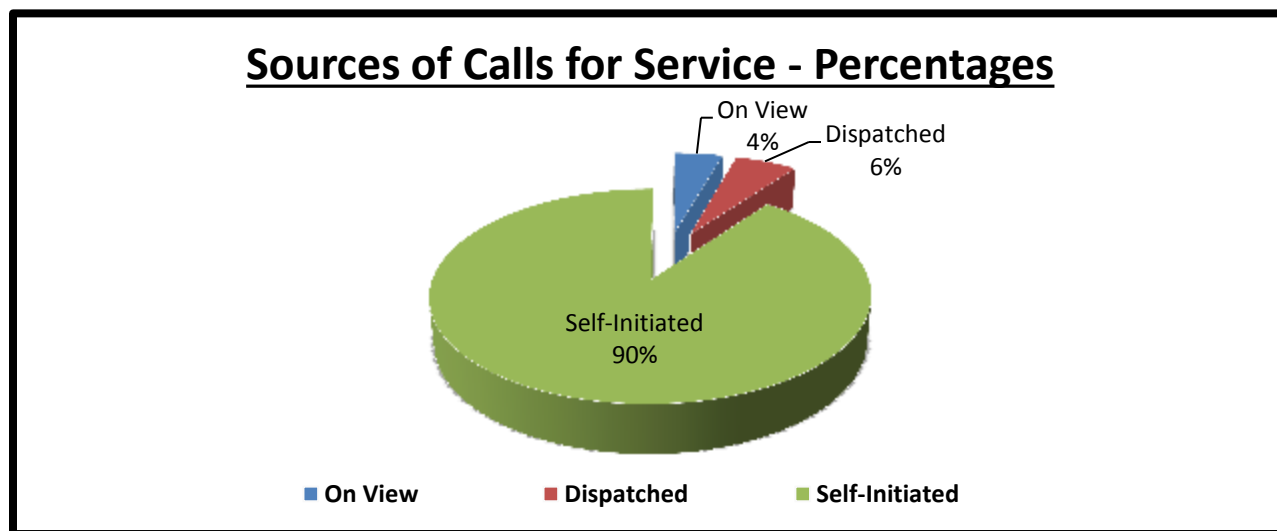 Sources of Calls for Service - Percentages
On View
4%
Dispatched
6%
Self-Initiated
90%
On View Dispatched Self-Initiated